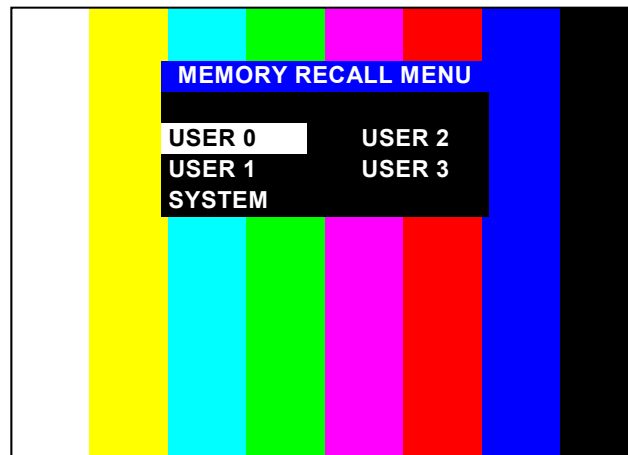 MEMORY RECALL MENU
USER 0 USER 2
USER 1 USER 3
SYSTEM